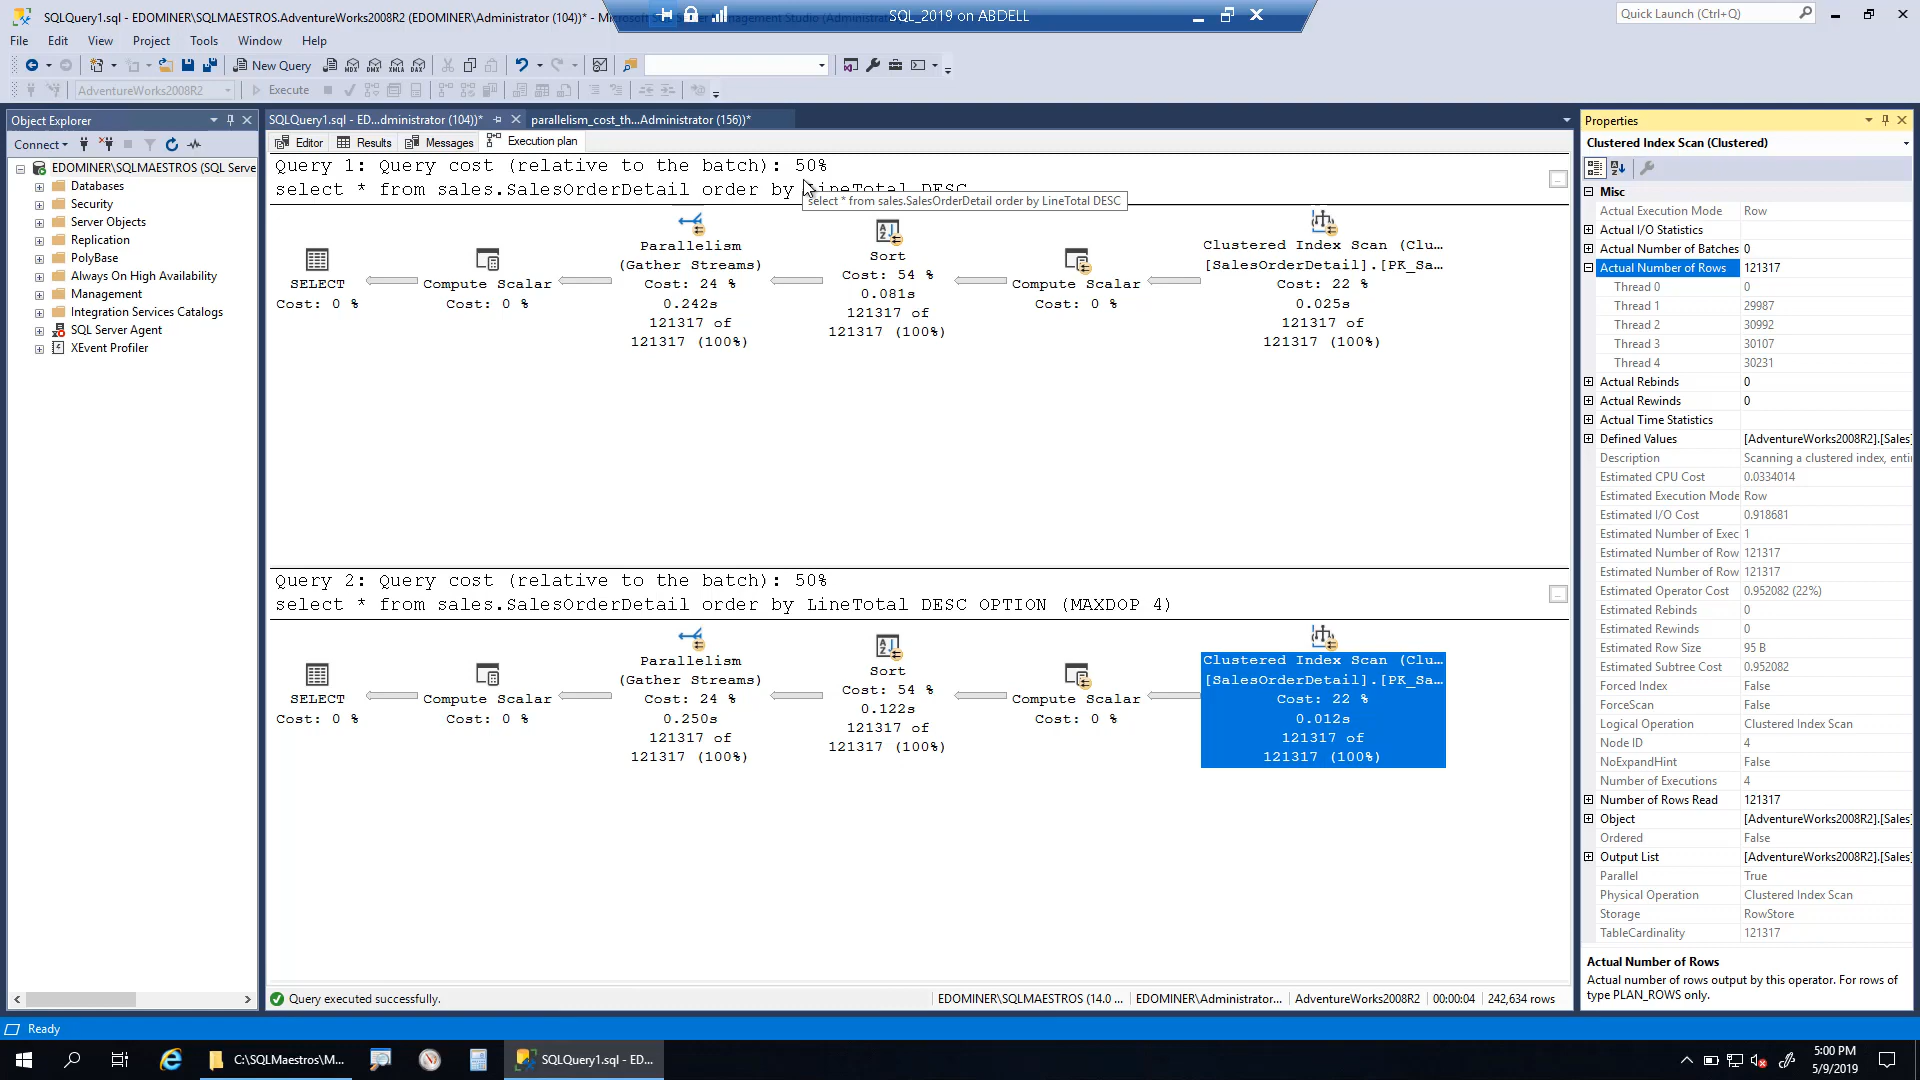 SQLQuery1.sql - EDOMINER\SQLMAESTROS.AdventureWorks2008R2 (EDOMINER\Administrator (104))* -
SQL_2019 on ABDELL
Quick Launch (Ctrl+Q)
File Edit View Project Tools Window Help
New Query
AdventureWorks2008R2
Execute
Object Explorer
SQLQuery1.sql - ED...dministrator (104))*
parallelism_cost_th...Administrator (156))*
Properties
Connect
Editor Results Messages Execution plan
Clustered Index Scan (Clustered)
EDOMINER\SQLMAESTROS (SQL Serve
Databases
Security
Server Objects
Replication
PolyBase
Always On High Availability
Management
Integration Services Catalogs
SQL Server Agent
XEvent Profiler
Query 1: Query cost (relative to the batch): 50%
select * from sales.SalesOrderDetail order by LineTotal DESC
select * from sales.SalesOrderDetail order by LineTotal DESC
SELECT
Cost: 0 %
Compute Scalar
Cost: 0 %
Parallelism
(Gather Streams)
Cost: 24 %
0.242s
121317 of
121317 (100%)
Sort
Cost: 54 %
0.081s
121317 of
121317 (100%)
Compute Scalar
Cost: 0 %
Clustered Index Scan (Clu...
[SalesOrderDetail].[PK_Sa...
Cost: 22 %
0.025s
121317 of
121317 (100%)
Query 2: Query cost (relative to the batch): 50%
select * from sales.SalesOrderDetail order by LineTotal DESC OPTION (MAXDOP 4)
SELECT
Cost: 0 %
Compute Scalar
Cost: 0 %
Parallelism
(Gather Streams)
Cost: 24 %
0.250s
121317 of
121317 (100%)
Sort
Cost: 54 %
0.122s
121317 of
121317 (100%)
Compute Scalar
Cost: 0 %
Clustered Index Scan (Clu...
[SalesOrderDetail].[PK_Sa...
Cost: 22 %
0.012s
121317 of
121317 (100%)
Misc
Actual Execution Mode Row
Actual I/O Statistics
Actual Number of Batches 0
Actual Number of Rows 121317
Thread 0 0
Thread 1 29987
Thread 2 30992
Thread 3 30107
Thread 4 30231
Actual Rebinds 0
Actual Rewinds 0
Actual Time Statistics
Defined Values [AdventureWorks2008R2].[Sales]
Description Scanning a clustered index, enti
Estimated CPU Cost 0.0334014
Estimated Execution Mode Row
Estimated I/O Cost 0.918681
Estimated Number of Exec 1
Estimated Number of Row 121317
Estimated Number of Row 121317
Estimated Operator Cost 0.952082 (22%)
Estimated Rebinds 0
Estimated Rewinds 0
Estimated Row Size 95 B
Estimated Subtree Cost 0.952082
Forced Index False
ForceScan False
Logical Operation Clustered Index Scan
Node ID 4
NoExpandHint False
Number of Executions 4
Number of Rows Read 121317
Object [AdventureWorks2008R2].[Sales]
Ordered False
Output List [AdventureWorks2008R2].[Sales]
Parallel True
Physical Operation Clustered Index Scan
Storage RowStore
TableCardinality 121317
Actual Number of Rows
Actual number of rows output by this operator. For rows of
type PLAN_ROWS only.
Query executed successfully.
EDOMINER\SQLMAESTROS (14.0 ... EDOMINER\Administrator... AdventureWorks2008R2 00:00:04 242,634 rows
Ready
C:\SQLMaestros\M...
SQLQuery1.sql - ED...
5:00 PM
5/9/2019